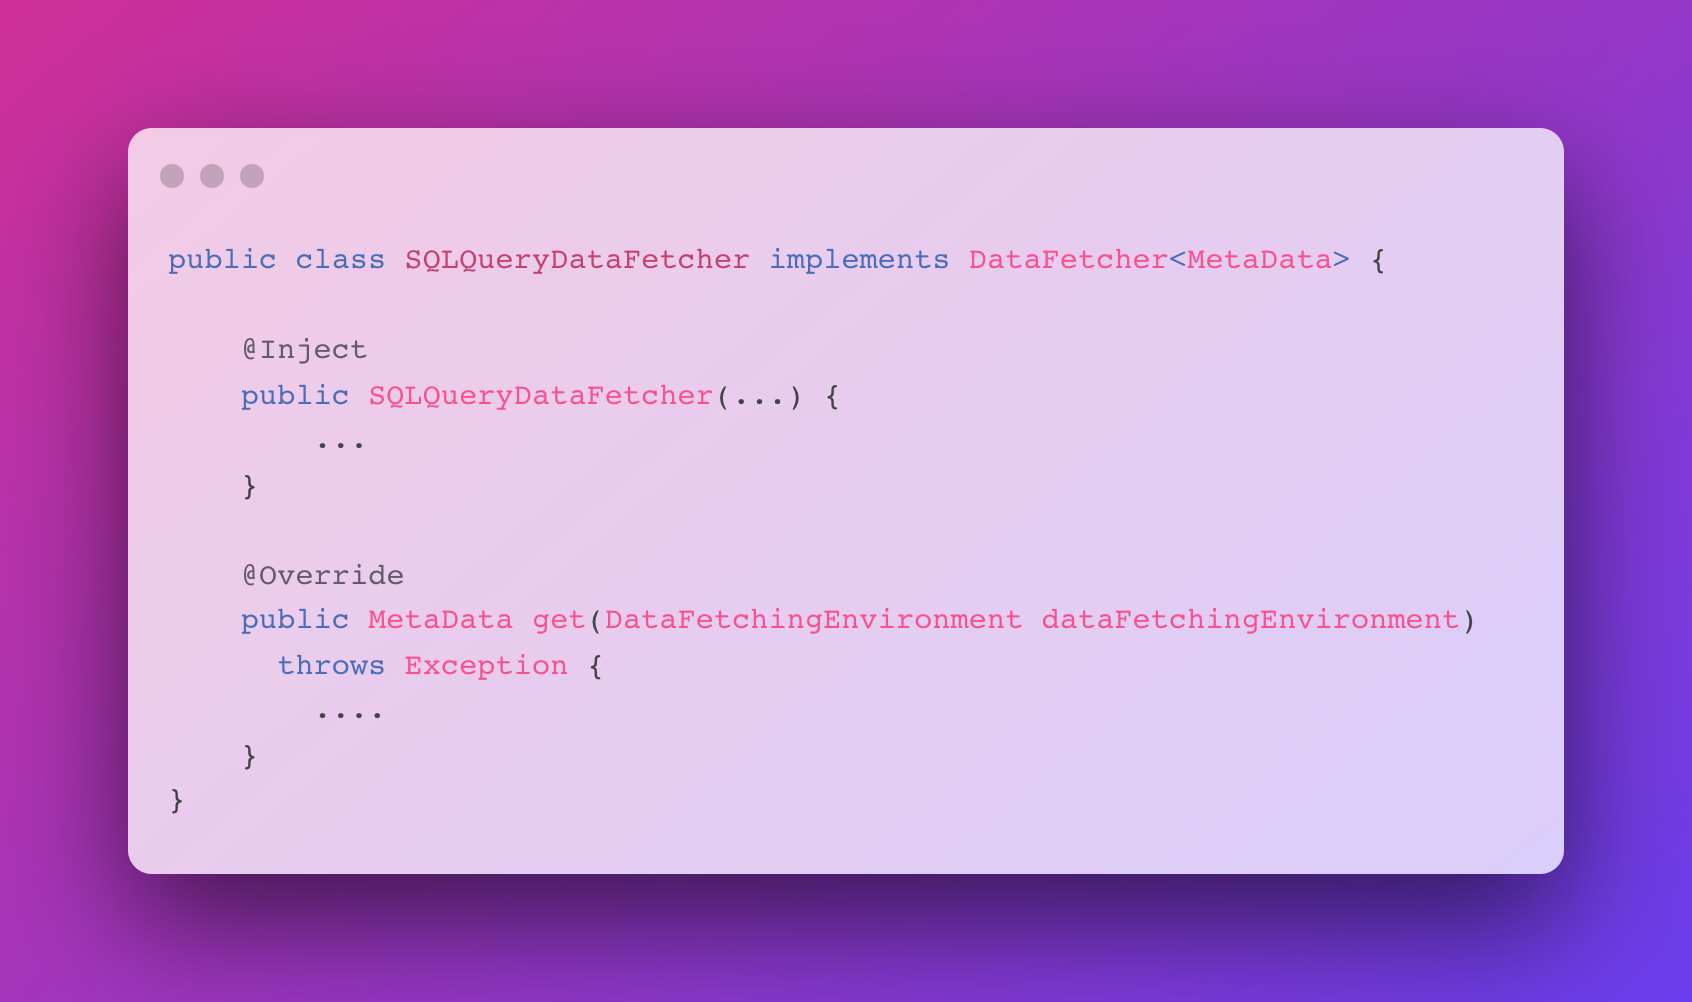 public class SQLQueryDataFetcher implements DataFetcher<MetaData> {
@Inject
public SQLQueryDataFetcher(...) {
...
}
@Override
public MetaData get(DataFetchingEnvironment dataFetchingEnvironment)
throws Exception {
....
}
}